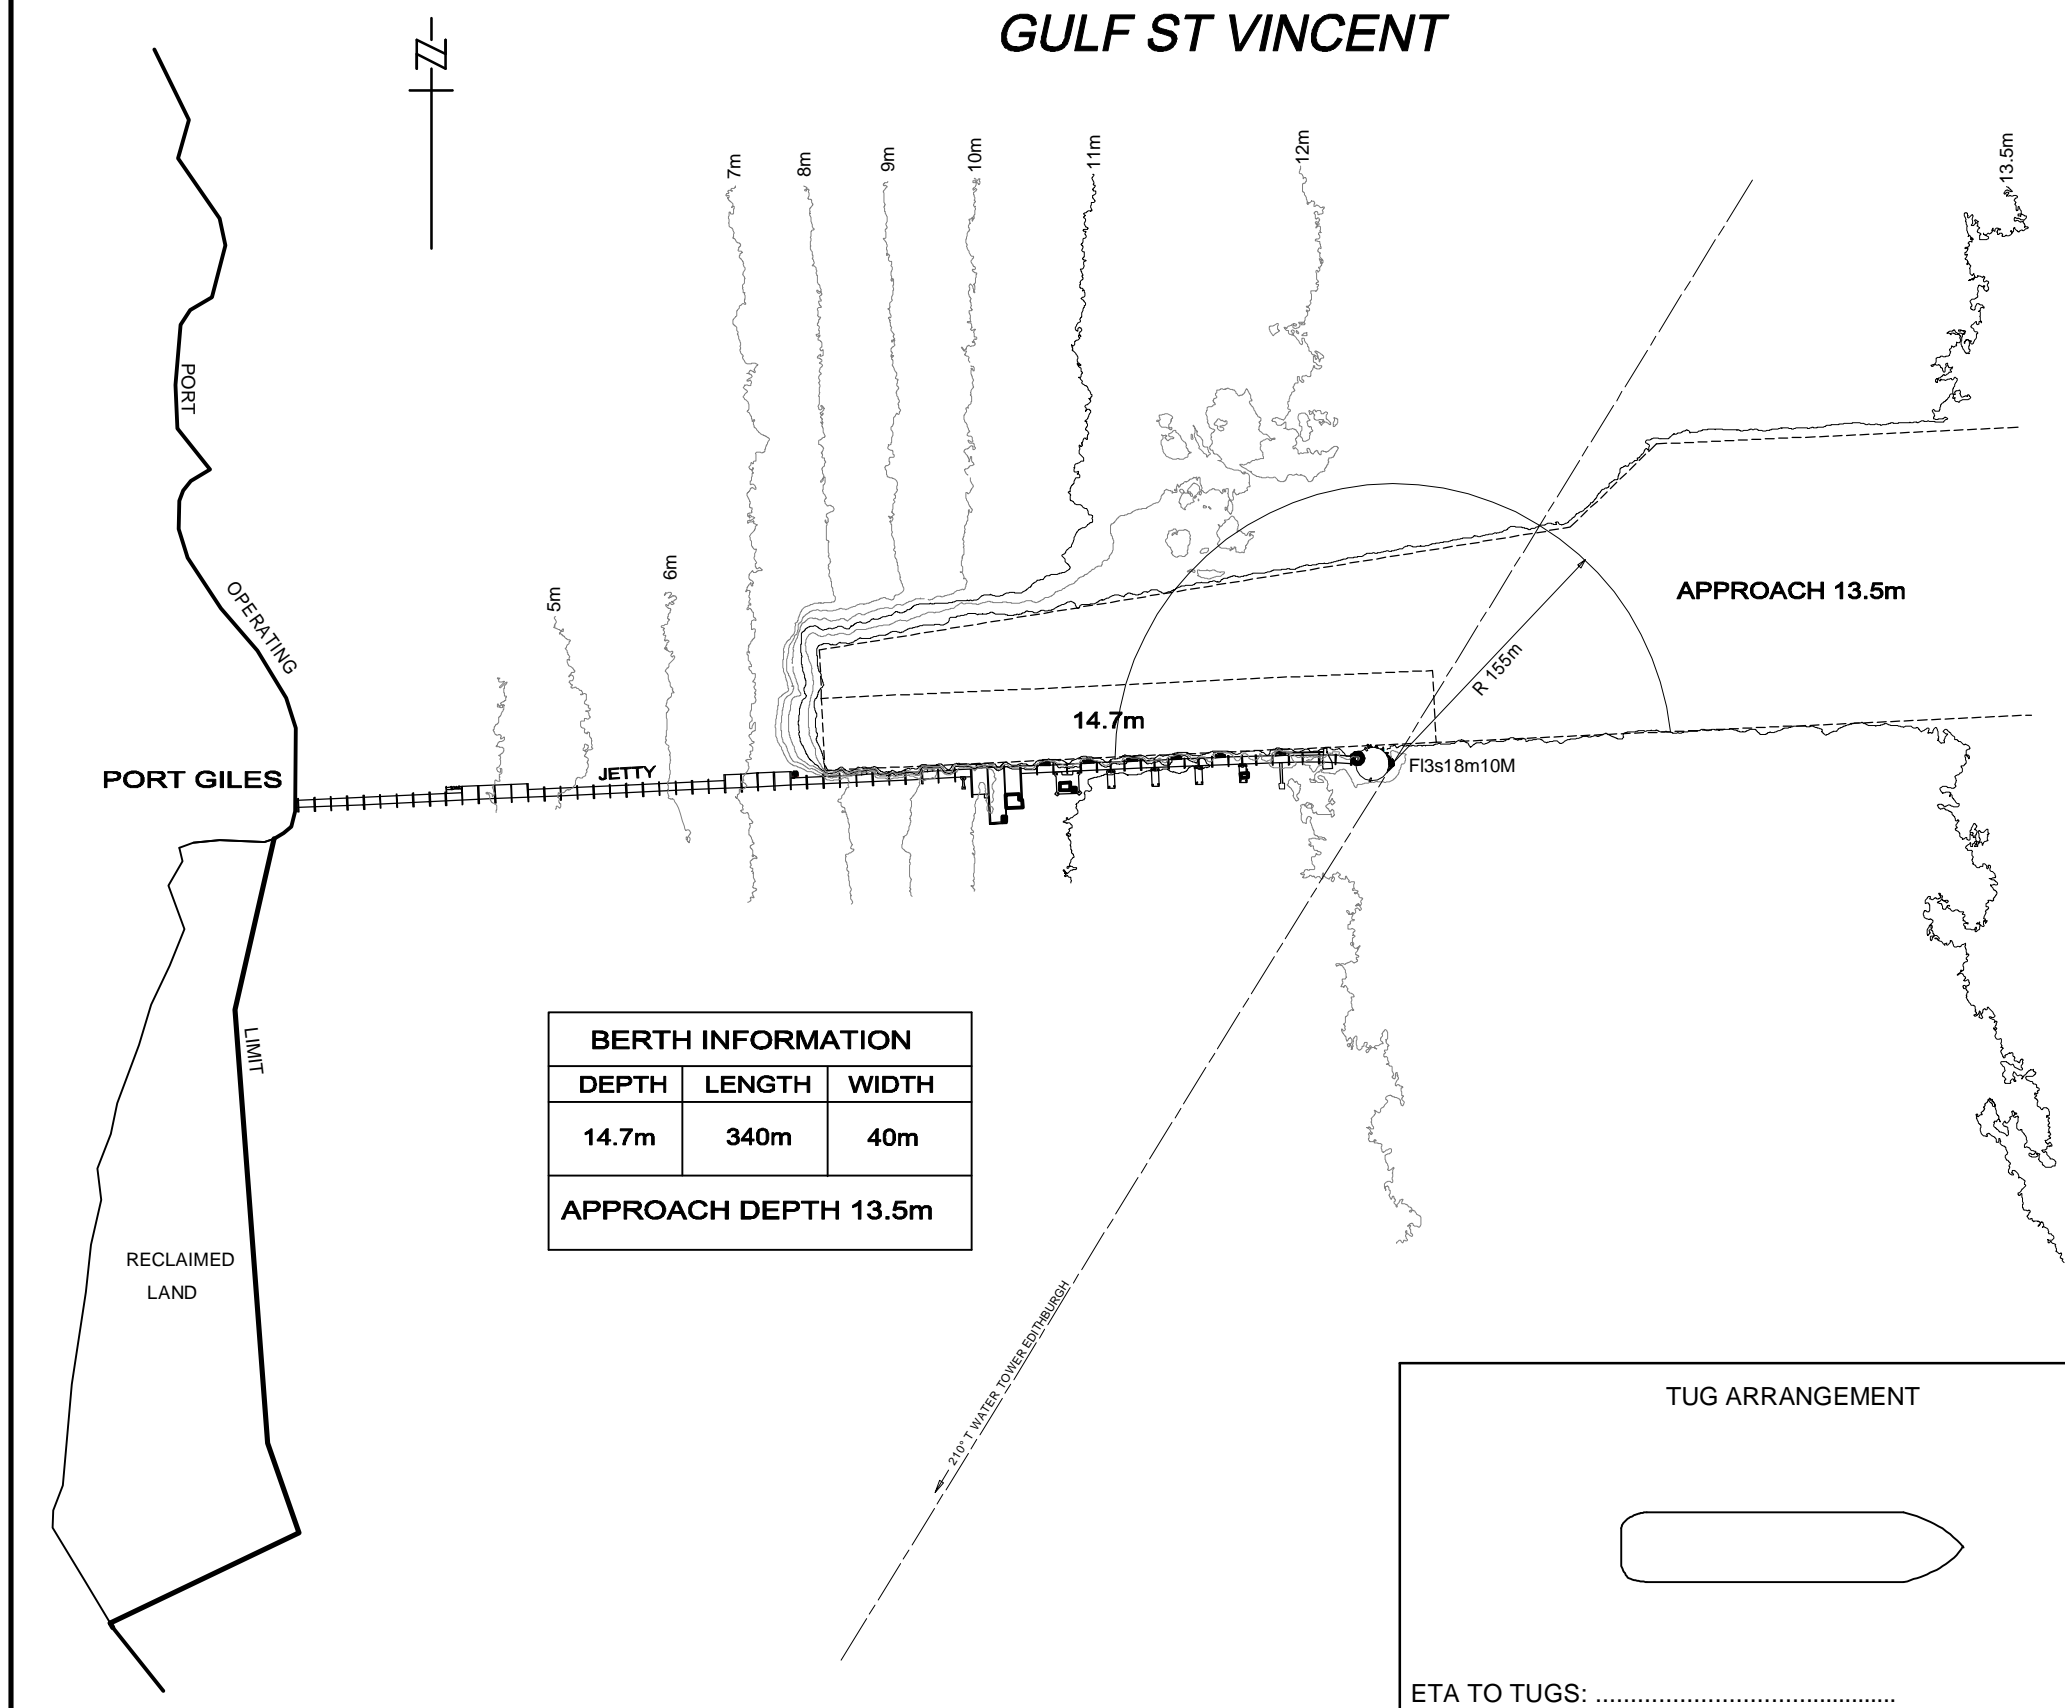 GULF ST VINCENT
N
7m
8m
9m
10m
11m
12m
13.5m
PORT
OPERATING
LIMIT
5m
6m
APPROACH 13.5m
R 155m
14.7m
PORT GILES
JETTY
Fl3s18m10M
BERTH INFORMATION
DEPTH LENGTH WIDTH
14.7m 340m 40m
APPROACH DEPTH 13.5m
RECLAIMED
LAND
210° T WATER TOWER EDITHBURGH
TUG ARRANGEMENT
ETA TO TUGS: ............................................